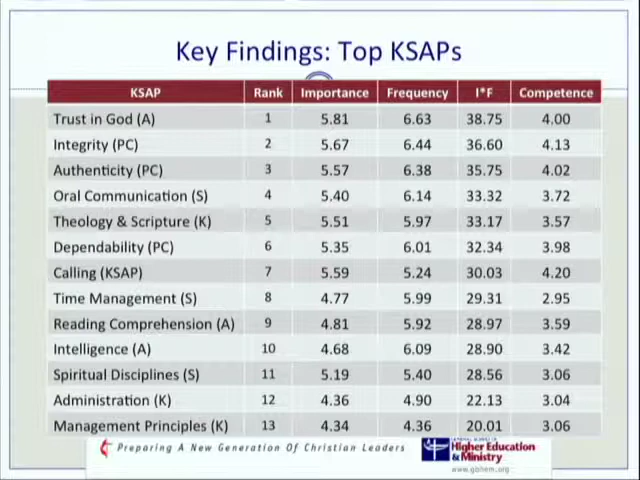 Key Findings: Top KSAPs
KSAP Rank Importance Frequency I*F Competence
Trust in God (A) 1 5.81 6.63 38.75 4.00
Integrity (PC) 2 5.67 6.44 36.60 4.13
Authenticity (PC) 3 5.57 6.38 35.75 4.02
Oral Communication (S) 4 5.40 6.14 33.32 3.72
Theology & Scripture (K) 5 5.51 5.97 33.17 3.57
Dependability (PC) 6 5.35 6.01 32.34 3.98
Calling (KSAP) 7 5.59 5.24 30.03 4.20
Time Management (S) 8 4.77 5.99 29.31 2.95
Reading Comprehension (A) 9 4.81 5.92 28.97 3.59
Intelligence (A) 10 4.68 6.09 28.90 3.42
Spiritual Disciplines (S) 11 5.19 5.40 28.56 3.06
Administration (K) 12 4.36 4.90 22.13 3.04
Management Principles (K) 13 4.34 4.36 20.01 3.06
Preparing A New Generation Of Christian Leaders
Higher Education
& Ministry
www.gbhem.org